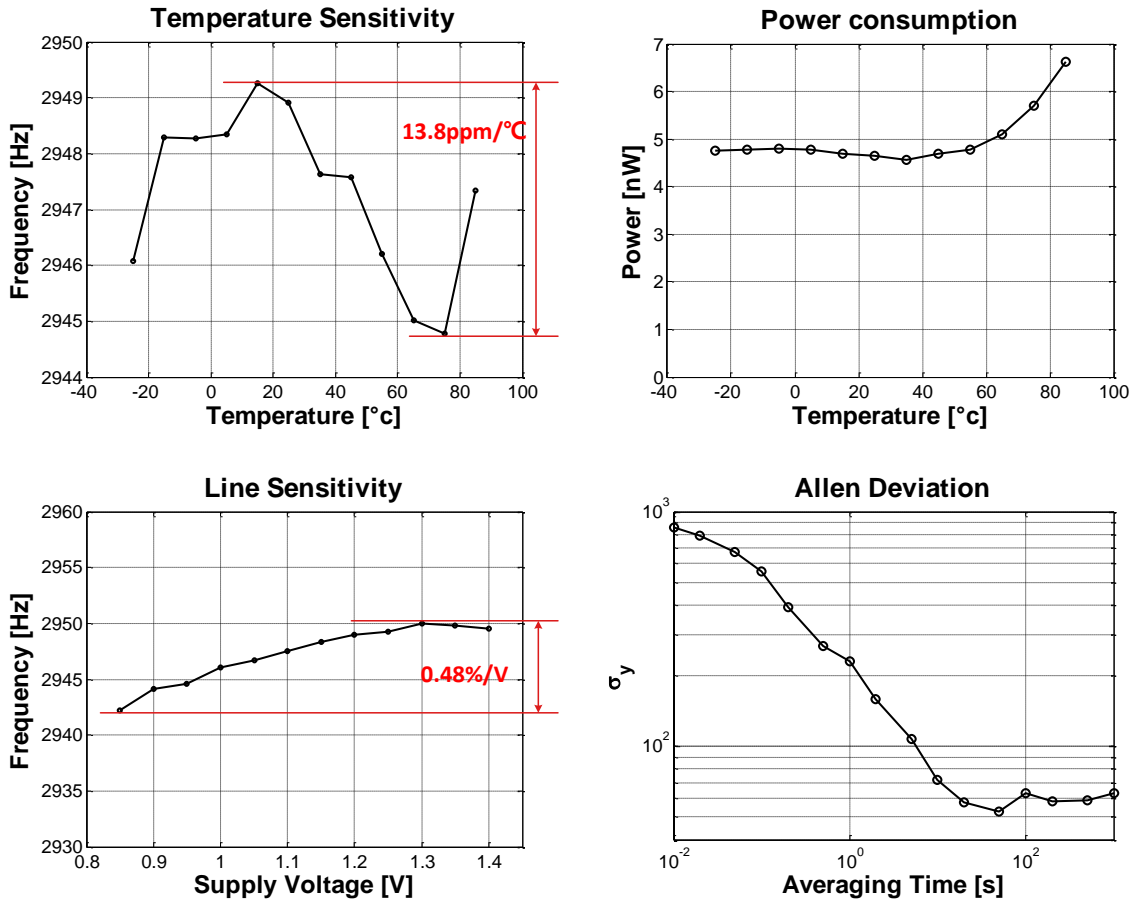 Temperature Sensitivity
2950
2949
2948
2947
2946
2945
2944
Frequency [Hz]
13.8ppm/℃
-40 -20 0 20 40 60 80 100
Temperature [°c]
Power consumption
7
6
5
4
3
2
1
0
Power [nW]
-40 -20 0 20 40 60 80 100
Temperature [°c]
Line Sensitivity
2960
2955
2950
2945
2940
2935
2930
Frequency [Hz]
0.48%/V
0.8 0.9 1 1.1 1.2 1.3 1.4
Supply Voltage [V]
Allen Deviation
10³
10²
σy
10⁻² 10⁰ 10²
Averaging Time [s]